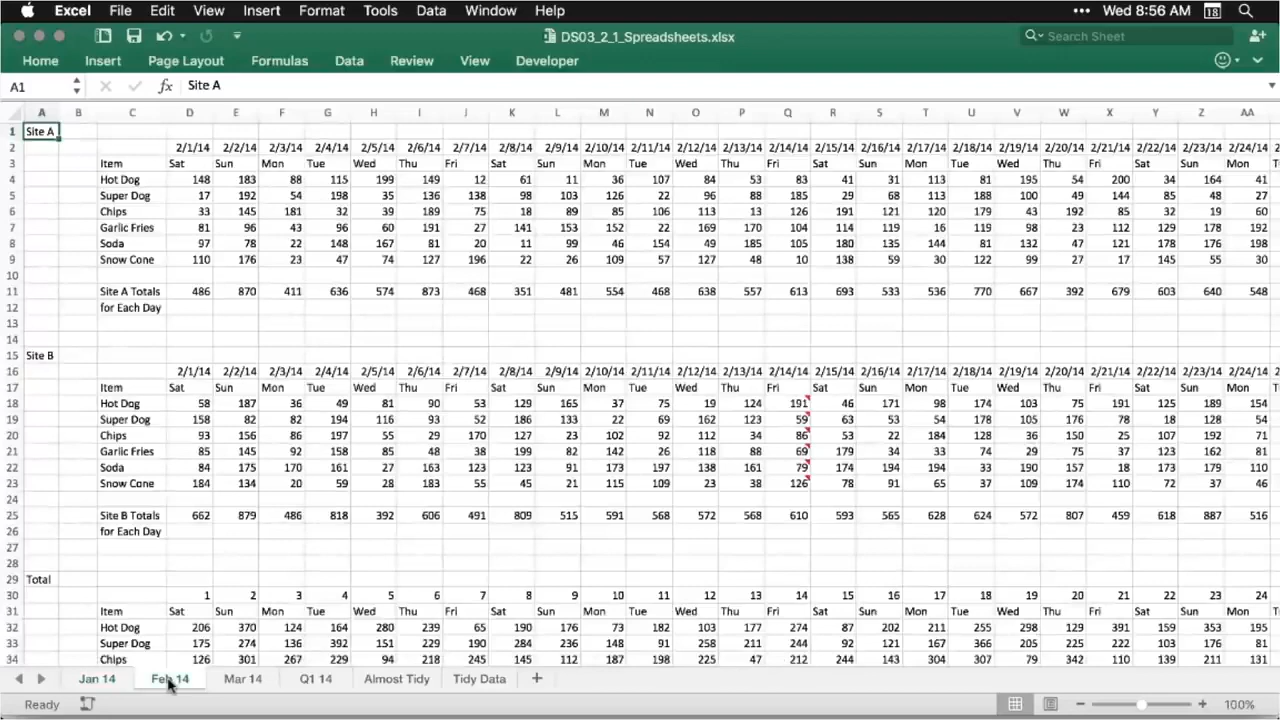 Excel File Edit View Insert Format Tools Data Window Help ••• Wed 8:56 AM 18
DS03_2_1_Spreadsheets.xlsx Search Sheet
Home Insert Page Layout Formulas Data Review View Developer
A1 fx Site A
A B C D E F G H I J K L M N O P Q R S T U V W X Y Z AA
1 Site A
2 2/1/14 2/2/14 2/3/14 2/4/14 2/5/14 2/6/14 2/7/14 2/8/14 2/9/14 2/10/14 2/11/14 2/12/14 2/13/14 2/14/14 2/15/14 2/16/14 2/17/14 2/18/14 2/19/14 2/20/14 2/21/14 2/22/14 2/23/14 2/24/14
3 Item Sat Sun Mon Tue Wed Thu Fri Sat Sun Mon Tue Wed Thu Fri Sat Sun Mon Tue Wed Thu Fri Sat Sun Mon
4 Hot Dog 148 183 88 115 199 149 12 61 11 36 107 84 53 83 41 31 113 81 195 54 200 34 164 41
5 Super Dog 17 192 54 198 35 136 138 98 103 126 22 96 88 185 29 68 113 188 100 49 144 85 48 27
6 Chips 33 145 181 32 39 189 75 18 89 85 106 113 13 126 191 121 120 179 43 192 85 32 19 60
7 Garlic Fries 81 96 43 96 60 191 27 141 153 152 22 169 170 104 114 119 16 119 98 23 112 129 178 192
8 Soda 97 78 22 148 167 81 20 11 99 46 154 49 185 105 180 135 144 81 132 47 121 178 176 198
9 Snow Cone 110 176 23 47 74 127 196 22 26 109 57 127 48 10 138 59 30 122 99 27 17 145 55 30
10
11 Site A Totals 486 870 411 636 574 873 468 351 481 554 468 638 557 613 693 533 536 770 667 392 679 603 640 548
12 for Each Day
13
14
15 Site B
16 2/1/14 2/2/14 2/3/14 2/4/14 2/5/14 2/6/14 2/7/14 2/8/14 2/9/14 2/10/14 2/11/14 2/12/14 2/13/14 2/14/14 2/15/14 2/16/14 2/17/14 2/18/14 2/19/14 2/20/14 2/21/14 2/22/14 2/23/14 2/24/14
17 Item Sat Sun Mon Tue Wed Thu Fri Sat Sun Mon Tue Wed Thu Fri Sat Sun Mon Tue Wed Thu Fri Sat Sun Mon
18 Hot Dog 58 187 36 49 81 90 53 129 165 37 75 19 124 191 46 171 98 174 103 75 191 125 189 154
19 Super Dog 158 82 82 194 116 93 52 186 133 22 69 162 123 59 63 53 54 178 105 176 78 18 128 54
20 Chips 93 156 86 197 55 29 170 127 23 102 92 112 34 86 53 22 184 128 36 150 25 107 192 71
21 Garlic Fries 85 145 92 158 85 48 38 199 82 142 26 118 88 69 179 34 33 74 29 75 37 123 162 81
22 Soda 84 175 170 161 27 163 123 123 91 173 197 138 161 79 174 194 194 33 190 157 18 173 179 110
23 Snow Cone 184 134 20 59 28 183 55 45 21 115 109 23 38 126 78 91 65 37 109 174 110 72 37 46
24
25 Site B Totals 662 879 486 818 392 606 491 809 515 591 568 572 568 610 593 565 628 624 572 807 459 618 887 516
26 for Each Day
27
28
29 Total
30 1 2 3 4 5 6 7 8 9 10 11 12 13 14 15 16 17 18 19 20 21 22 23 24
31 Item Sat Sun Mon Tue Wed Thu Fri Sat Sun Mon Tue Wed Thu Fri Sat Sun Mon Tue Wed Thu Fri Sat Sun Mon
32 Hot Dog 206 370 124 164 280 239 65 190 176 73 182 103 177 274 87 202 211 255 298 129 391 159 353 195
33 Super Dog 175 274 136 392 151 229 190 284 236 148 91 258 211 244 92 121 167 366 205 225 222 103 176 81
34 Chips 126 301 267 229 94 218 245 145 112 187 198 225 47 212 244 143 304 307 79 342 110 139 211 131
Jan 14 Feb 14 Mar 14 Q1 14 Almost Tidy Tidy Data +
Ready 100%